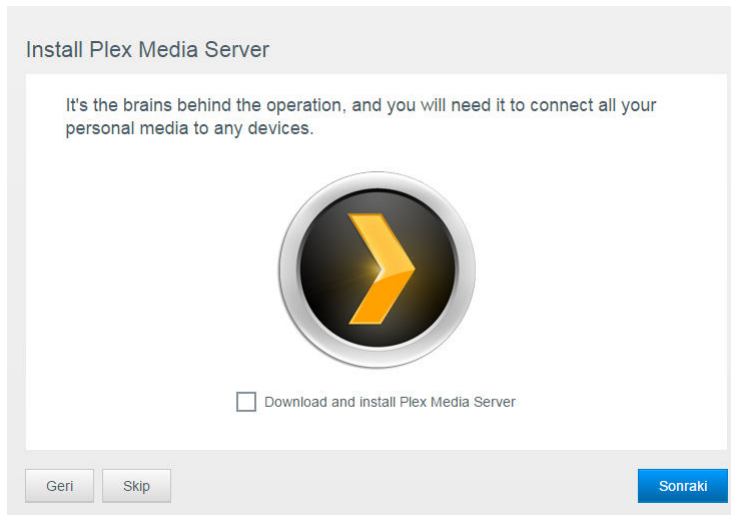 Install Plex Media Server
It's the brains behind the operation, and you will need it to connect all your
personal media to any devices.
Download and install Plex Media Server
Geri
Skip
Sonraki